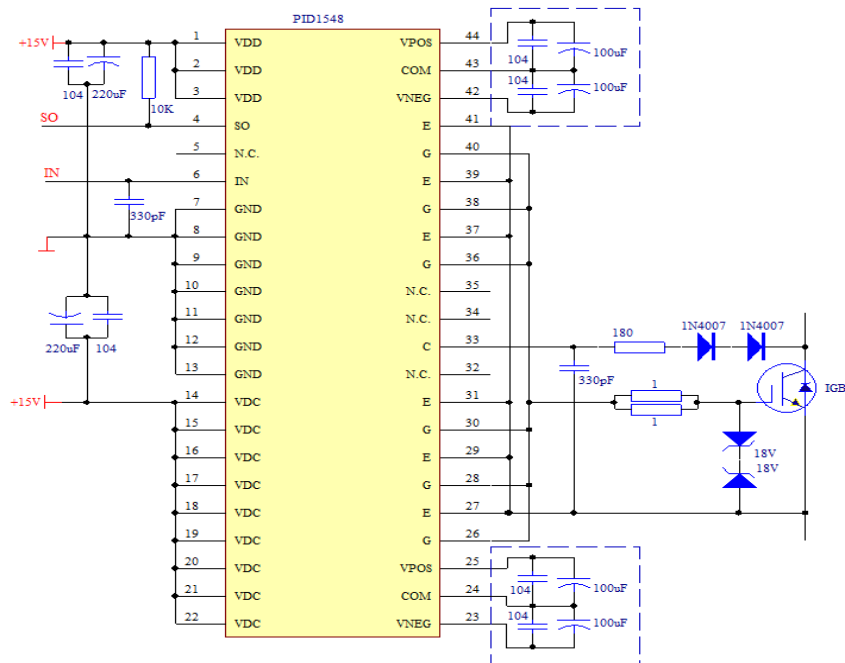 PID1548
+15V
104
220uF
10K
SO
IN
330pF
220uF
104
+15V
1 VDD
2 VDD
3 VDD
4 SO
5 N.C.
6 IN
7 GND
8 GND
9 GND
10 GND
11 GND
12 GND
13 GND
14 VDC
15 VDC
16 VDC
17 VDC
18 VDC
19 VDC
20 VDC
21 VDC
22 VDC
VPOS 44
COM 43
VNEG 42
E 41
G 40
E 39
G 38
E 37
G 36
N.C. 35
N.C. 34
C 33
N.C. 32
E 31
G 30
E 29
G 28
E 27
G 26
VPOS 25
COM 24
VNEG 23
104
100uF
104
100uF
180
1N4007
1N4007
330pF
1
1
IGB
18V
18V
104
100uF
104
100uF